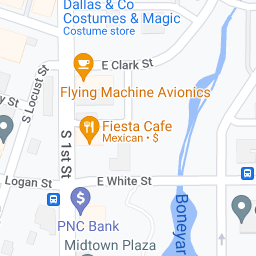 Dallas & Co
Costumes & Magic
Costume store
E Clark St
Flying Machine Avionics
S Locust St
Fiesta Cafe
Mexican • $
S 1st St
Logan St
E White St
PNC Bank
Midtown Plaza
Boneyar